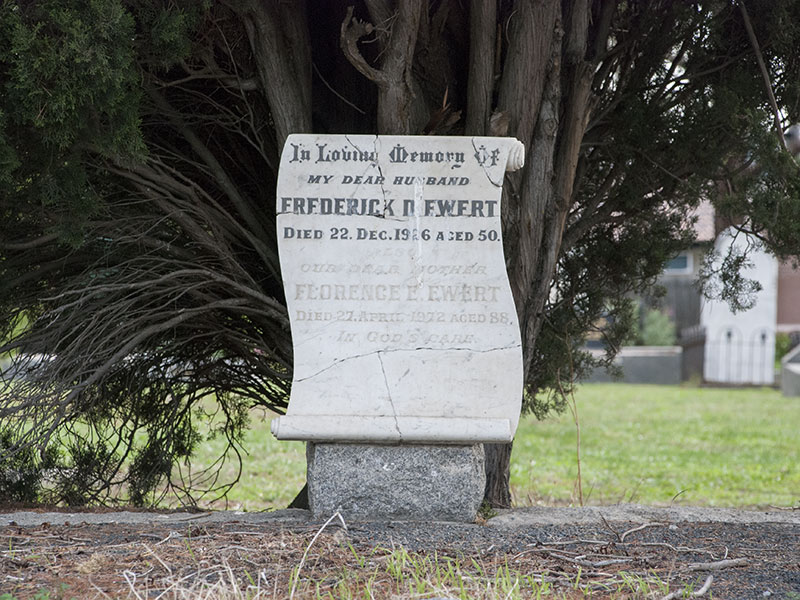 In Loving Memory Of
MY DEAR HUSBAND
FREDERICK D. EWERT
DIED 22. DEC. 1926 AGED 50.
ALSO
OUR DEAR MOTHER
FLORENCE E. EWERT
DIED 27. APRIL 1972 AGED 88.
IN GOD'S CARE.